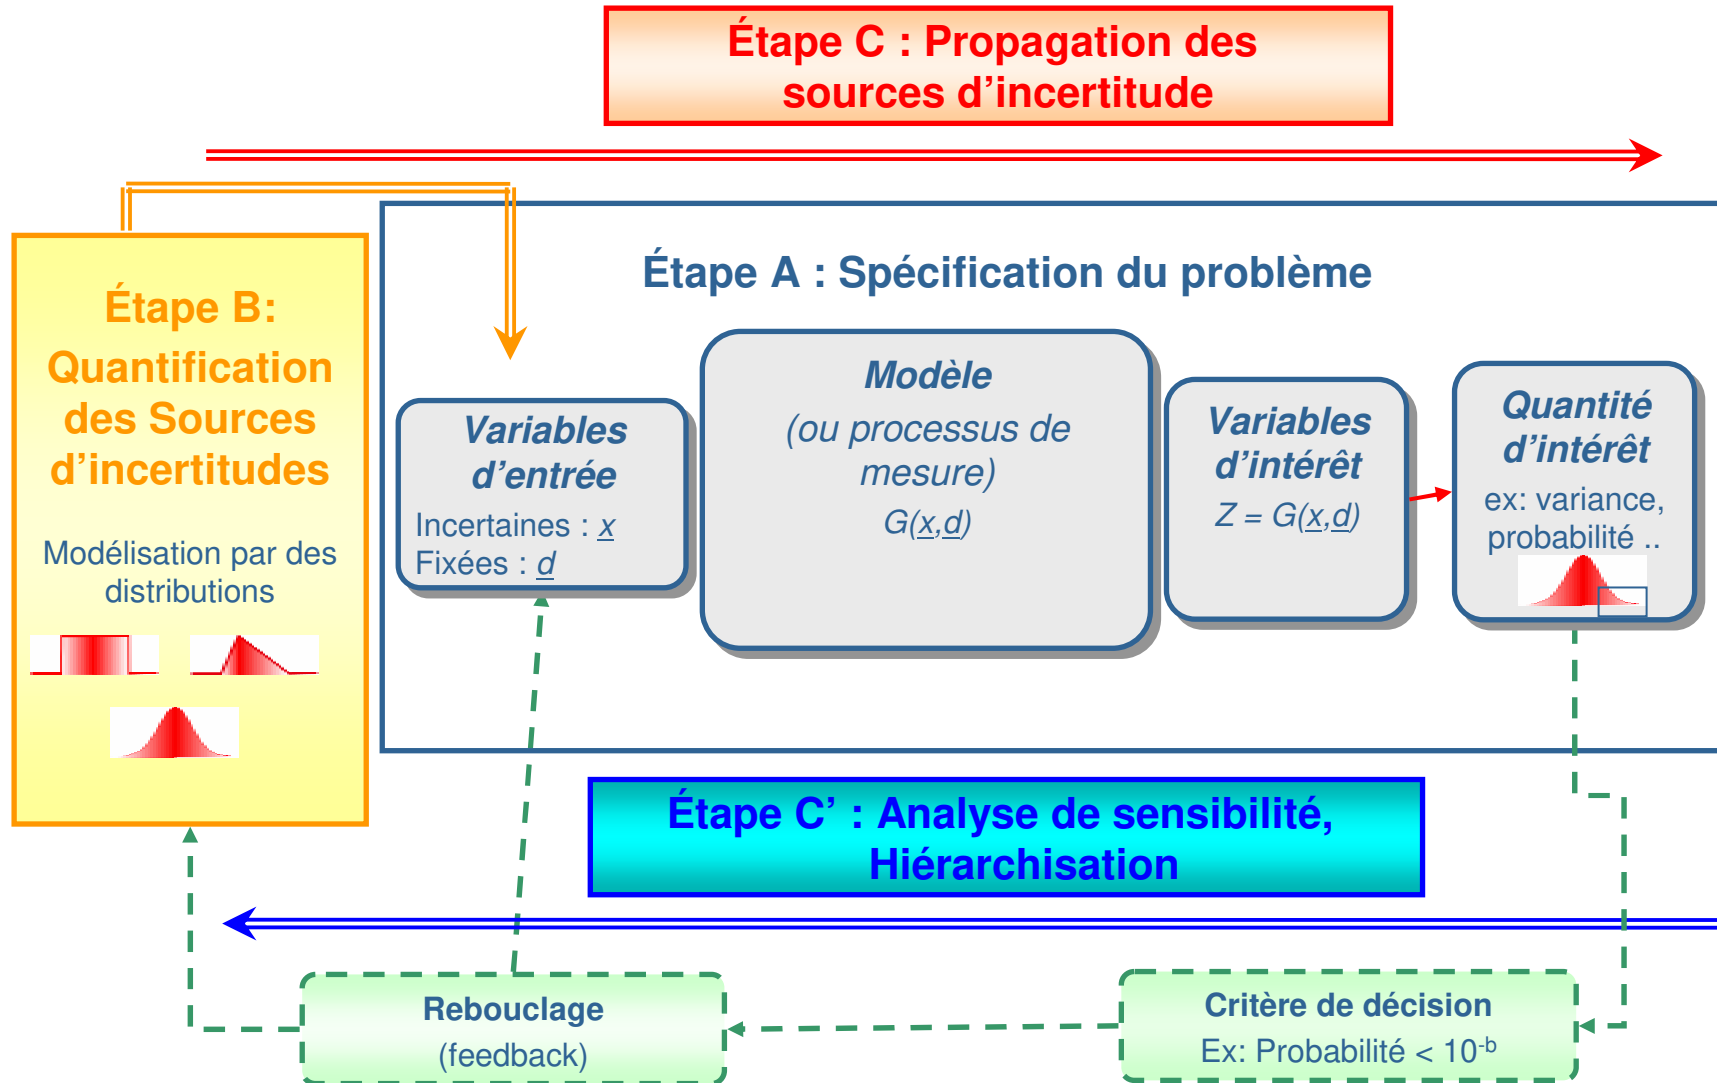 Étape C : Propagation des
sources d’incertitude
Étape A : Spécification du problème
Étape B:
Quantification
des Sources
d’incertitudes
Modélisation par des
distributions
Variables
d’entrée
Incertaines : x
Fixées : d
Modèle
(ou processus de
mesure)
G(x,d)
Variables
d’intérêt
Z = G(x,d)
Quantité
d’intérêt
ex: variance,
probabilité ..
Étape C’ : Analyse de sensibilité,
Hiérarchisation
Rebouclage
(feedback)
Critère de décision
Ex: Probabilité < 10^-b